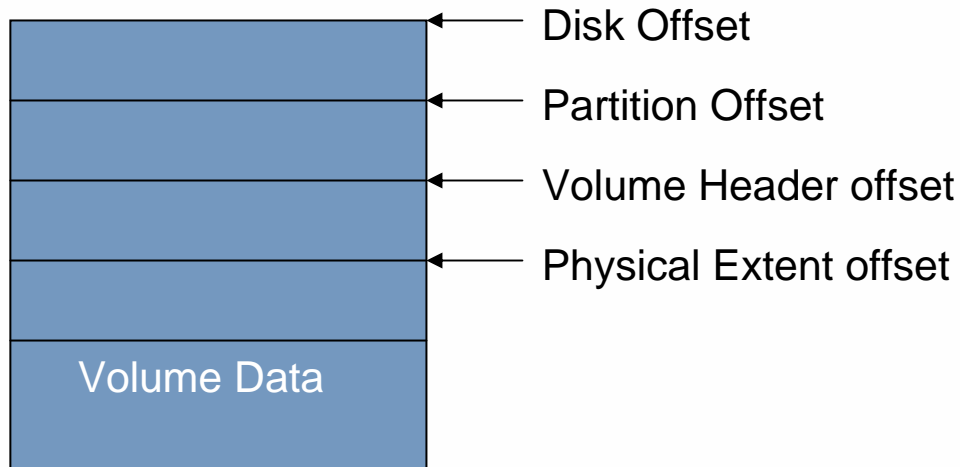 Disk Offset
Partition Offset
Volume Header offset
Physical Extent offset
Volume Data